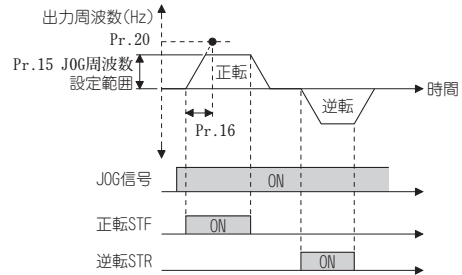 出力周波数(Hz)
Pr.20
Pr.15 JOG周波数
設定範囲
正転
時間
逆転
Pr.16
JOG信号
ON
正転STF
ON
逆転STR
ON